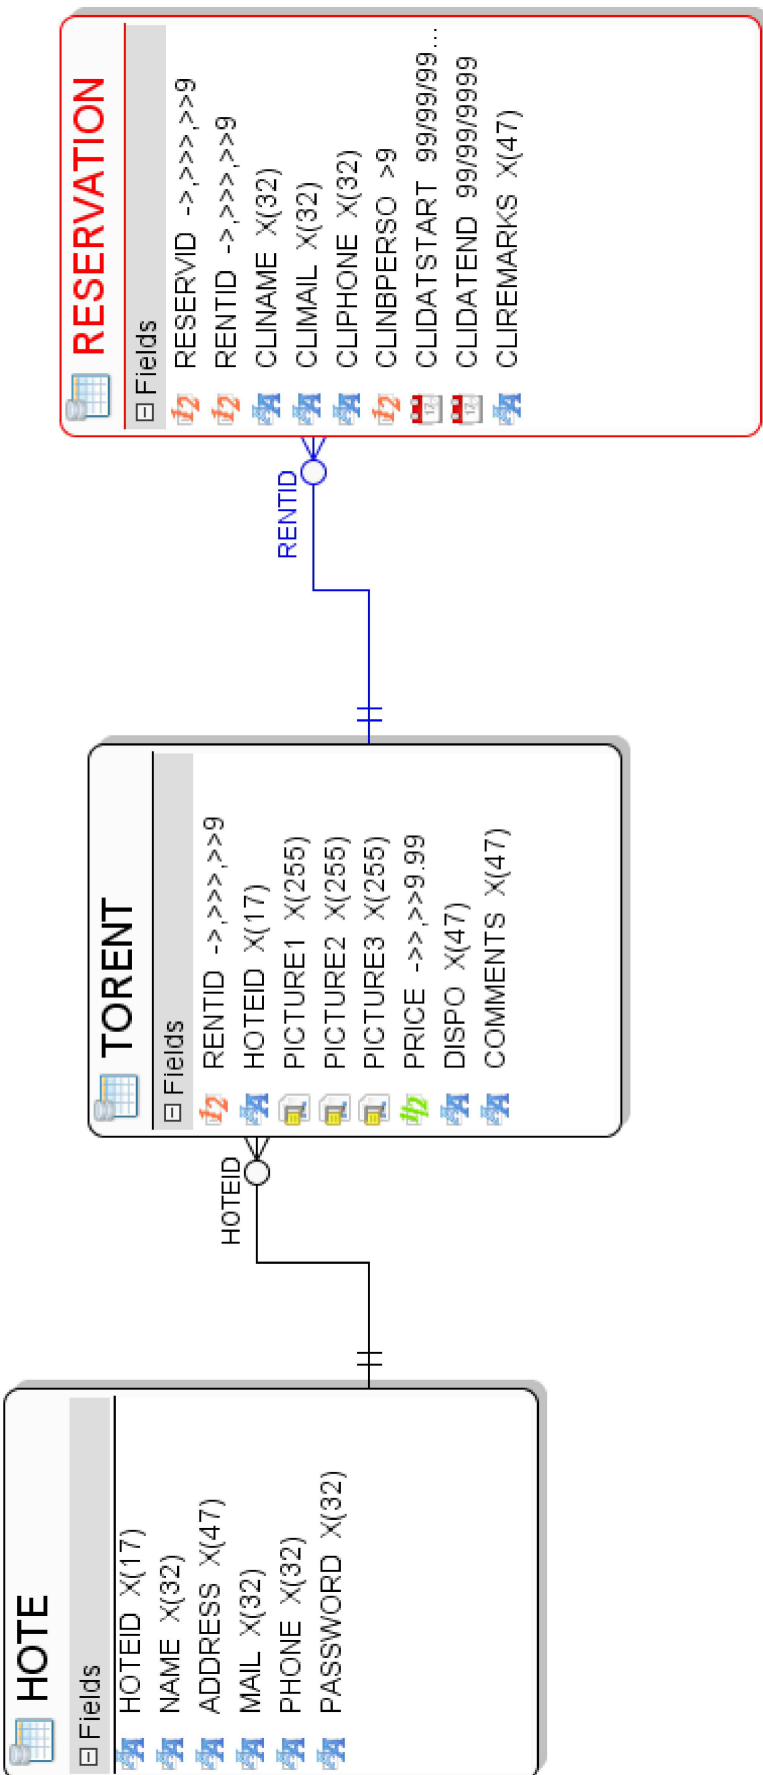 HOTE
Fields
HOTEID X(17)
NAME X(32)
ADDRESS X(47)
MAIL X(32)
PHONE X(32)
PASSWORD X(32)
HOTEID
TORENT
Fields
RENTID ->,>>>,>>9
HOTEID X(17)
PICTURE1 X(255)
PICTURE2 X(255)
PICTURE3 X(255)
PRICE ->>,>>9.99
DISPO X(47)
COMMENTS X(47)
RENTID
RESERVATION
Fields
RESERVID ->,>>>,>>9
RENTID ->,>>>,>>9
CLINAME X(32)
CLIMAIL X(32)
CLIPHONE X(32)
CLINBPERSO >9
CLIDATSTART 99/99/99...
CLIDATEND 99/99/9999
CLIREMARKS X(47)